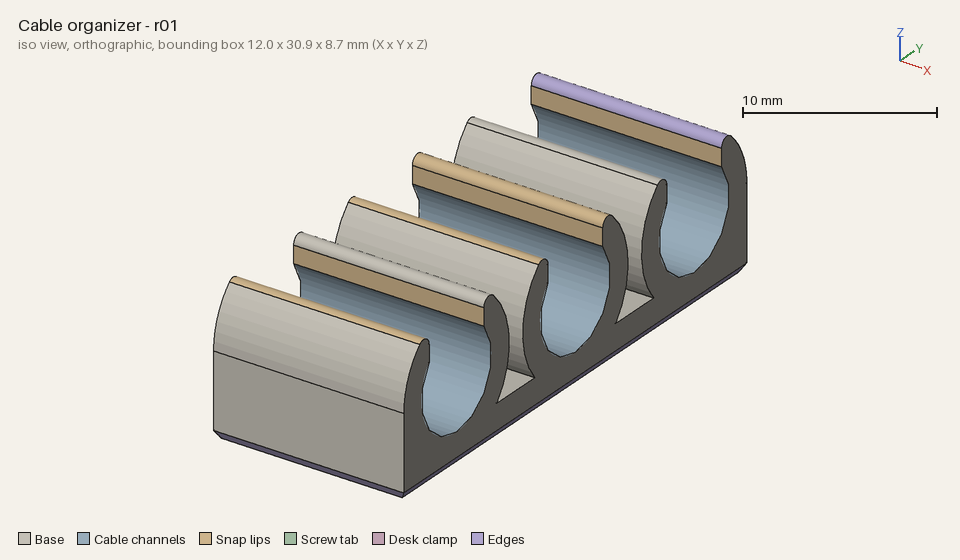 Cable organizer - r01
iso view, orthographic, bounding box 12.0 x 30.9 x 8.7 mm (X x Y x Z)
Z
Y
X
10 mm
Base
Cable channels
Snap lips
Screw tab
Desk clamp
Edges